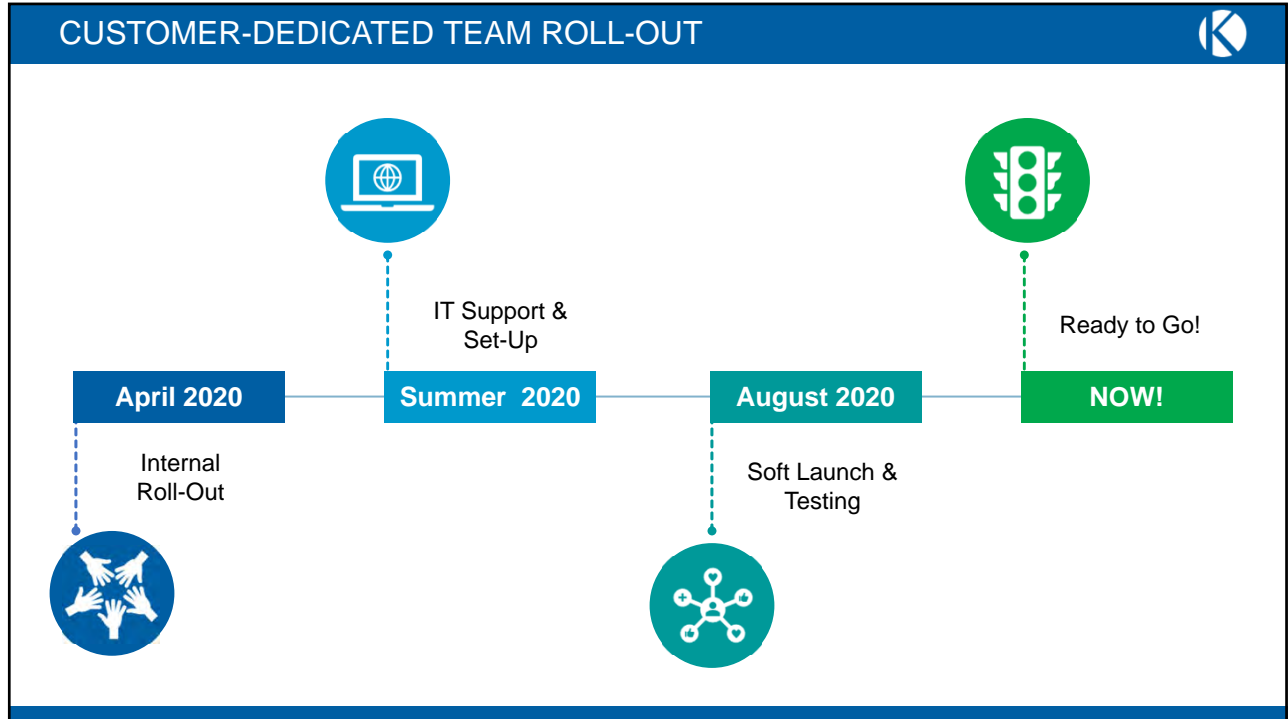 CUSTOMER-DEDICATED TEAM ROLL-OUT
K
IT Support &
Set-Up
Ready to Go!
April 2020
Summer 2020
August 2020
NOW!
Internal
Roll-Out
Soft Launch &
Testing